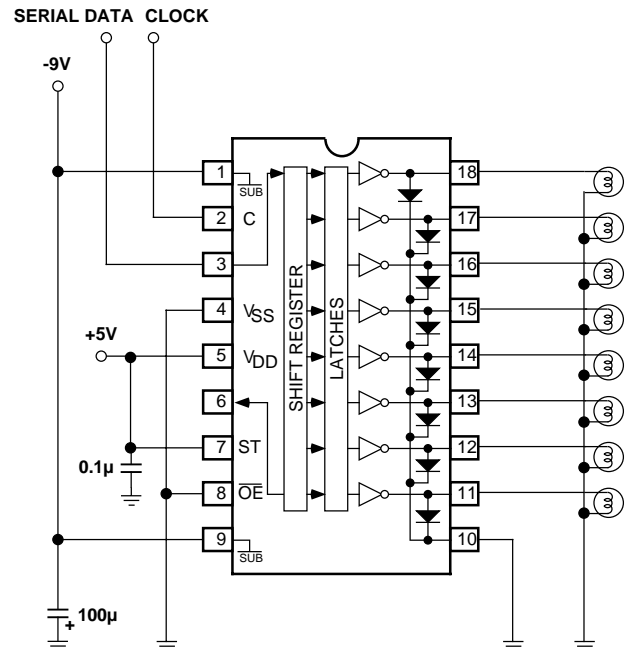 SERIAL DATA CLOCK
-9V
1 SUB 18
2 C 17
3 16
4 VSS 15
+5V
5 VDD 14
6 13
7 ST 12
0.1µ
8 OE 11
9 SUB 10
SHIFT REGISTER
LATCHES
100µ
+